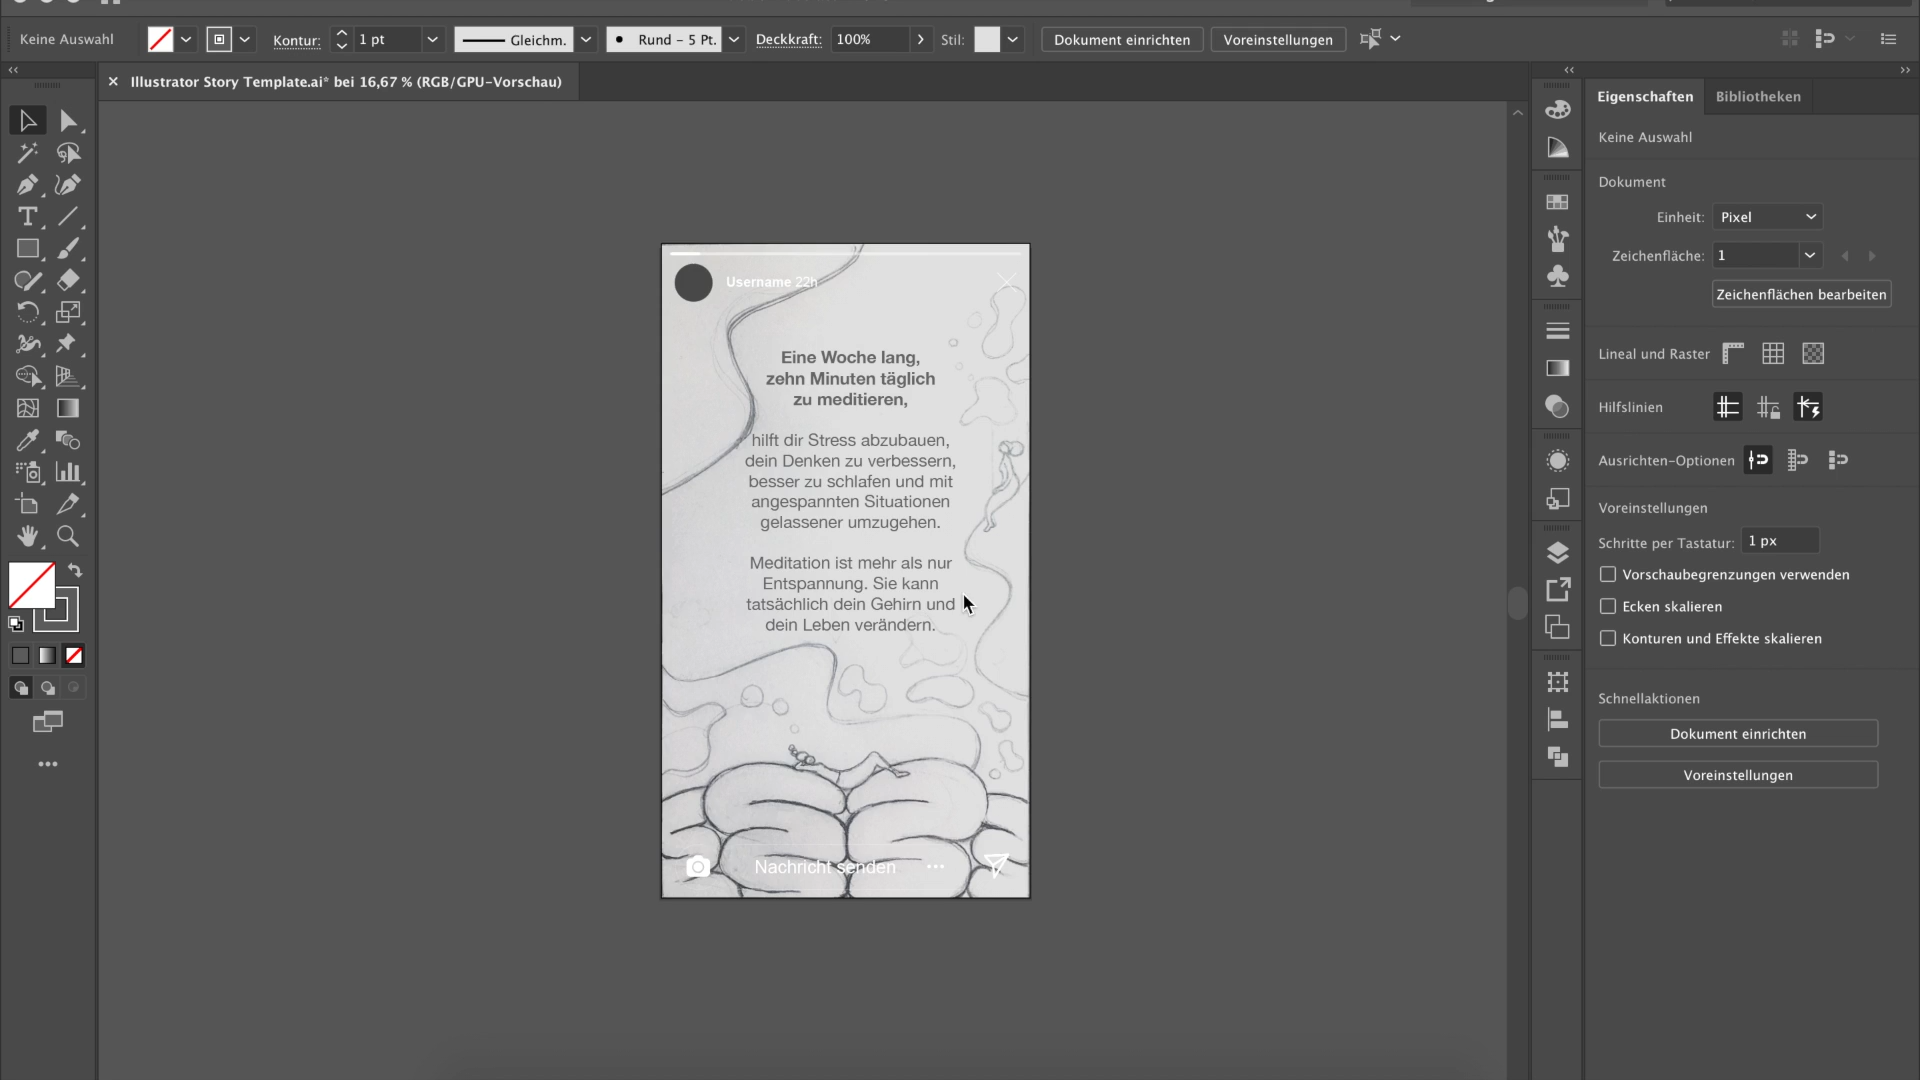 Keine Auswahl
Kontur:
1 pt
Gleichm.
Rund – 5 Pt.
Deckkraft:
100%
Stil:
Dokument einrichten
Voreinstellungen
Illustrator Story Template.ai* bei 16,67 % (RGB/GPU-Vorschau)
Username 22h
Eine Woche lang,
zehn Minuten täglich
zu meditieren,
hilft dir Stress abzubauen,
dein Denken zu verbessern,
besser zu schlafen und mit
angespannten Situationen
gelassener umzugehen.
Meditation ist mehr als nur
Entspannung. Sie kann
tatsächlich dein Gehirn und
dein Leben verändern.
Nachricht senden
Eigenschaften
Bibliotheken
Keine Auswahl
Dokument
Einheit:
Pixel
Zeichenfläche:
1
Zeichenflächen bearbeiten
Lineal und Raster
Hilfslinien
Ausrichten-Optionen
Voreinstellungen
Schritte per Tastatur:
1 px
Vorschaubegrenzungen verwenden
Ecken skalieren
Konturen und Effekte skalieren
Schnellaktionen
Dokument einrichten
Voreinstellungen